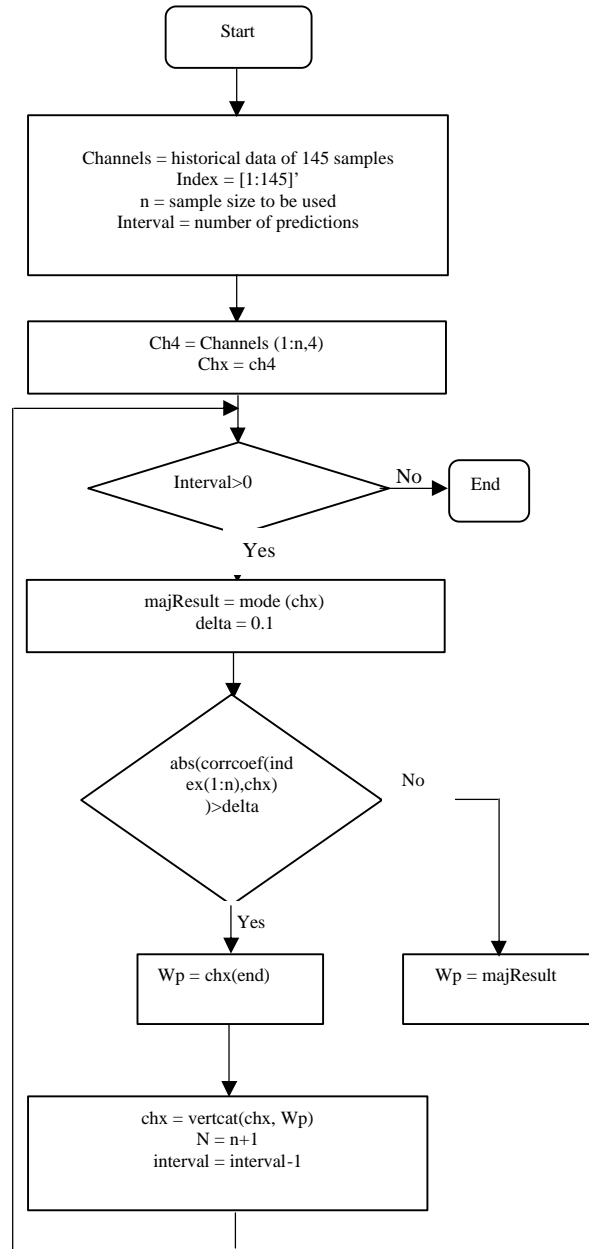 Start
Channels = historical data of 145 samples
Index = [1:145]’
n = sample size to be used
Interval = number of predictions
Ch4 = Channels (1:n,4)
Chx = ch4
Interval>0
No
End
Yes
majResult = mode (chx)
delta = 0.1
abs(corrcoef(ind
ex(1:n),chx)
)>delta
No
Yes
Wp = chx(end)
Wp = majResult
chx = vertcat(chx, Wp)
N = n+1
interval = interval-1